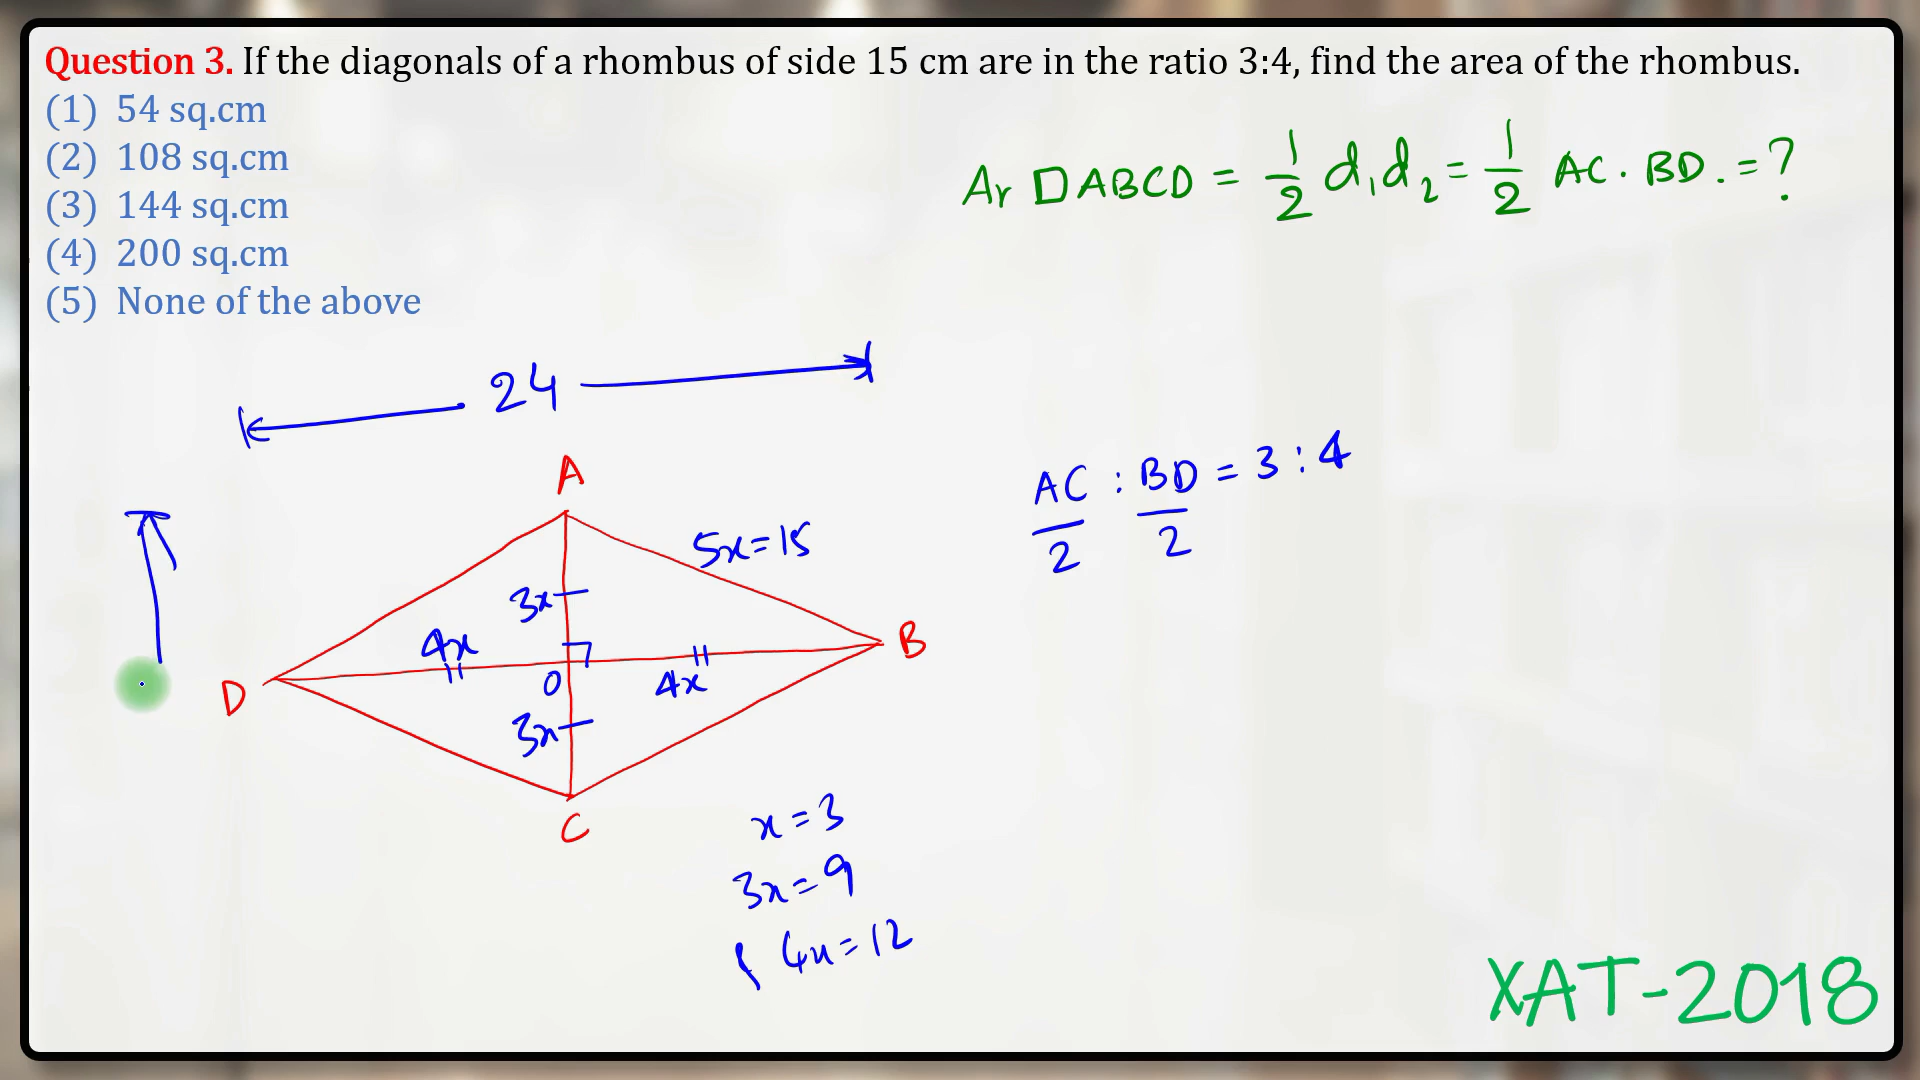 Question 3. If the diagonals of a rhombus of side 15 cm are in the ratio 3:4, find the area of the rhombus.
(1) 54 sq.cm
(2) 108 sq.cm
(3) 144 sq.cm
(4) 200 sq.cm
(5) None of the above
Ar □ABCD = 1/2 d₁d₂ = 1/2 AC . BD. = ?
24
AC/2 : BD/2 = 3 : 4
A
5x=15
3x
4x
B
D
O
4x
3x
C
x = 3
3x = 9
4x = 12
XAT-2018